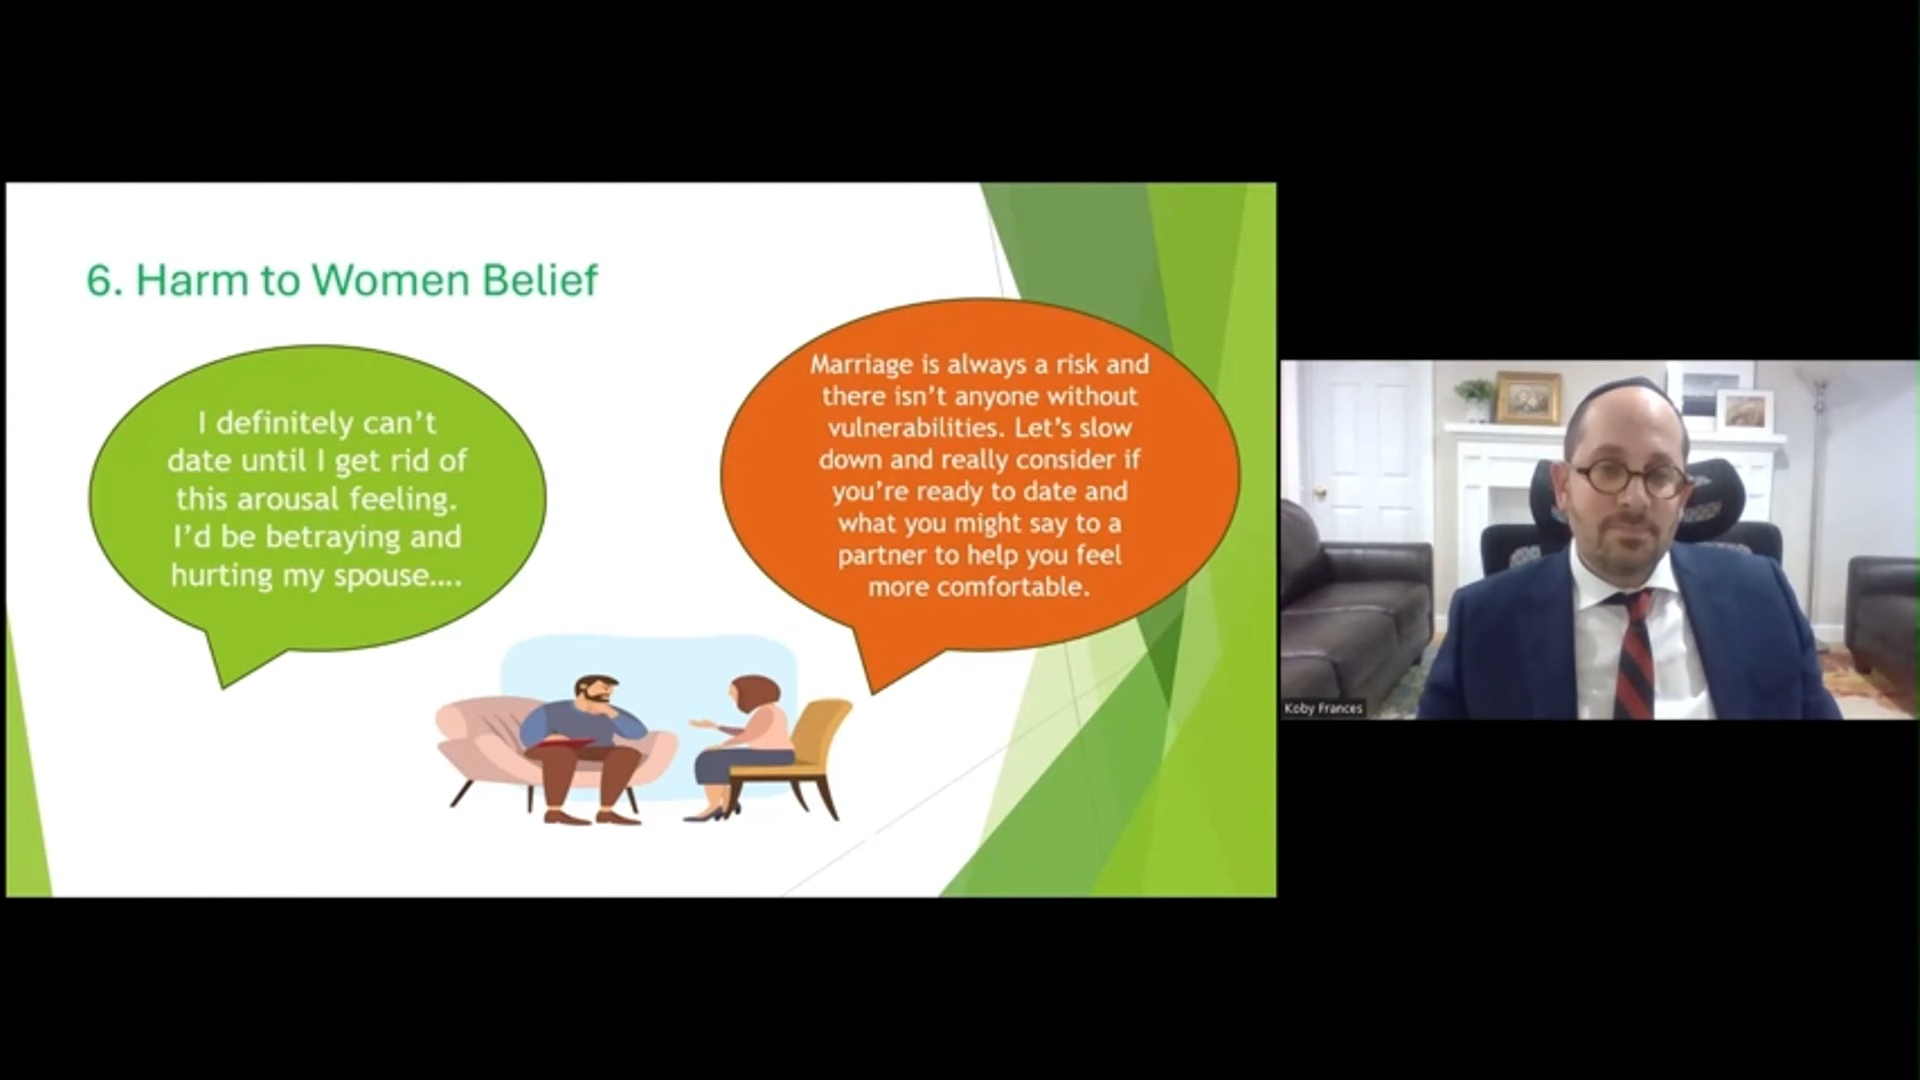 6. Harm to Women Belief
I definitely can’t
date until I get rid of
this arousal feeling.
I’d be betraying and
hurting my spouse....
Marriage is always a risk and
there isn’t anyone without
vulnerabilities. Let’s slow
down and really consider if
you’re ready to date and
what you might say to a
partner to help you feel
more comfortable.
Koby Frances